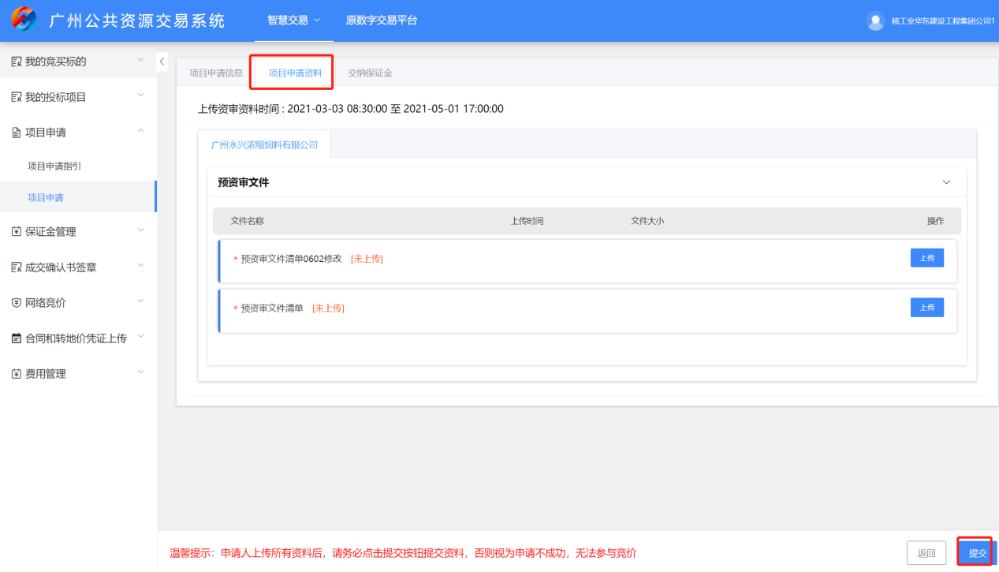 广州公共资源交易系统
智慧交易
原数字交易平台
核工业华东建设工程集团公司1
我的竞买标的
我的投标项目
项目申请
项目申请指引
项目申请
保证金管理
成交确认书签章
网络竞价
合同和转地价凭证上传
费用管理
项目申请信息
项目申请资料
交纳保证金
上传资审资料时间 : 2021-03-03 08:30:00 至 2021-05-01 17:00:00
广州永兴浓缩饲料有限公司
预资审文件
文件名称 上传时间 文件大小 操作
* 预资审文件清单0602修改 [未上传] 上传
* 预资审文件清单 [未上传] 上传
温馨提示：申请人上传所有资料后，请务必点击提交按钮提交资料，否则视为申请不成功，无法参与竞价
返回
提交